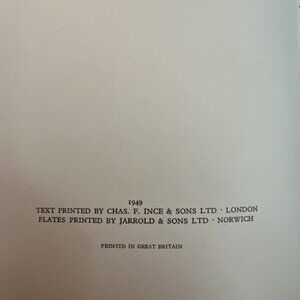 1949
TEXT PRINTED BY CHAS. F. INCE & SONS LTD · LONDON
PLATES PRINTED BY JARROLD & SONS LTD · NORWICH
PRINTED IN GREAT BRITAIN